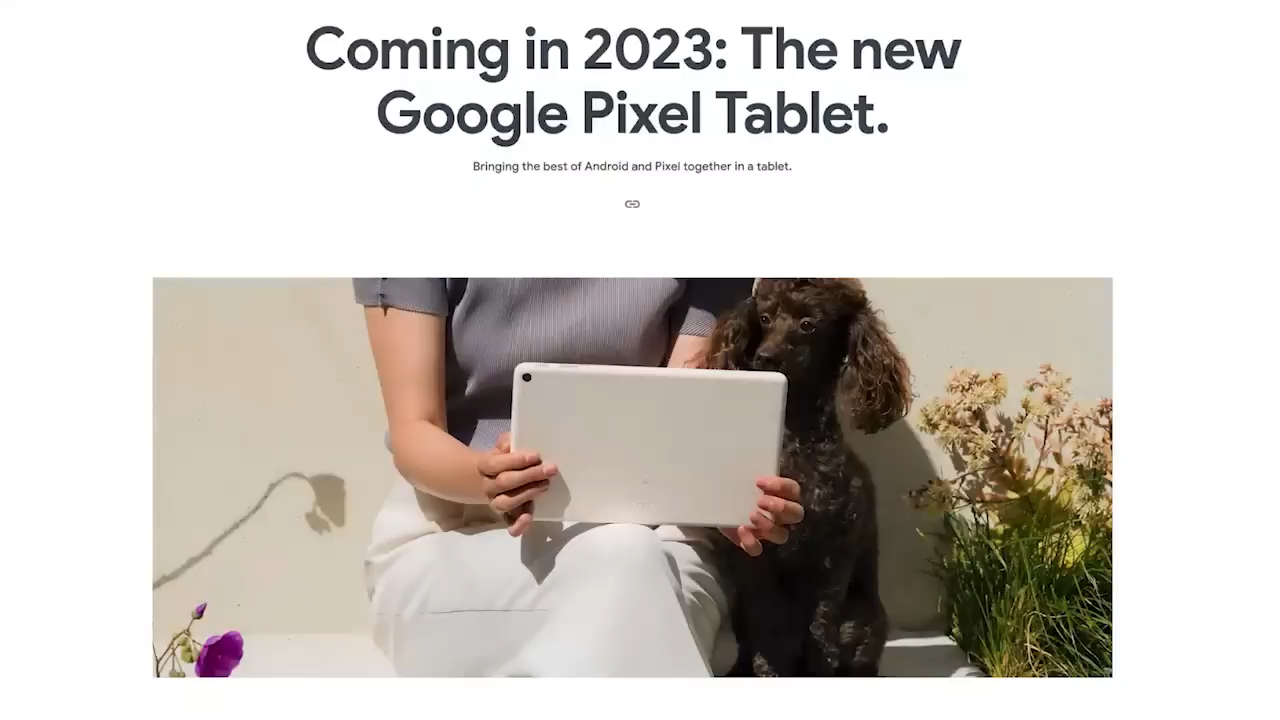 Coming in 2023: The new
Google Pixel Tablet.
Bringing the best of Android and Pixel together in a tablet.